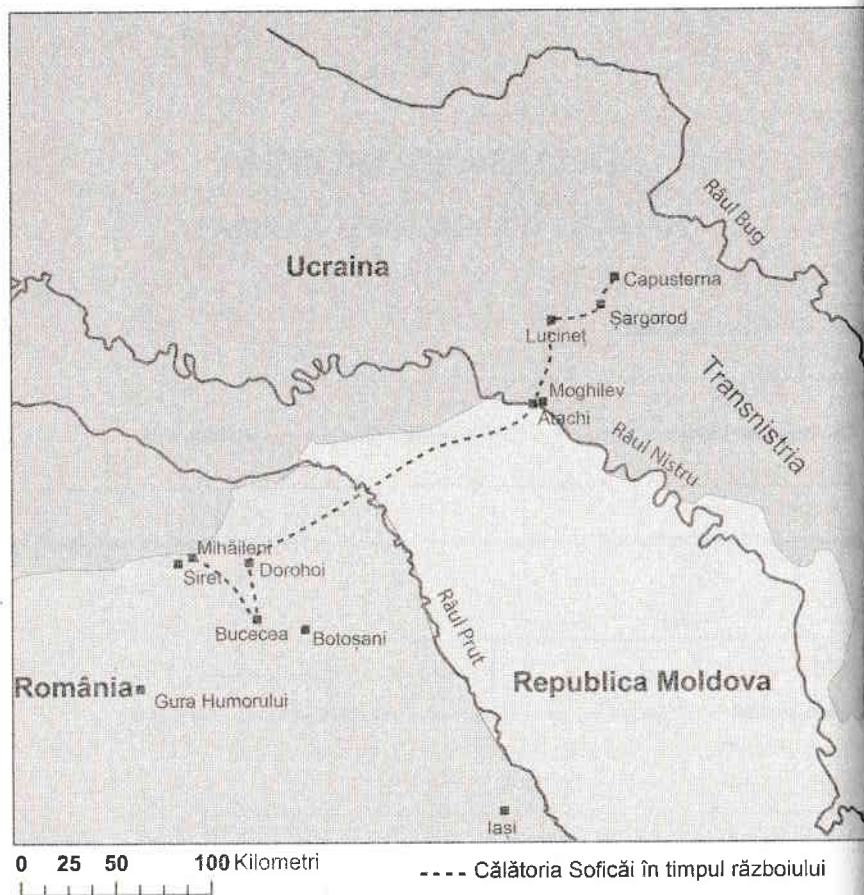 Râul Bug
Ucraina
Capusterna
Șargorod
Lucineț
Transnistria
Moghilev
Atachi
Râul Nistru
Mihăileni
Siret
Dorohoi
Râul Prut
Bucecea
Botoșani
România
Gura Humorului
Republica Moldova
Iași
0 25 50 100 Kilometri
Călătoria Soficăi în timpul războiului